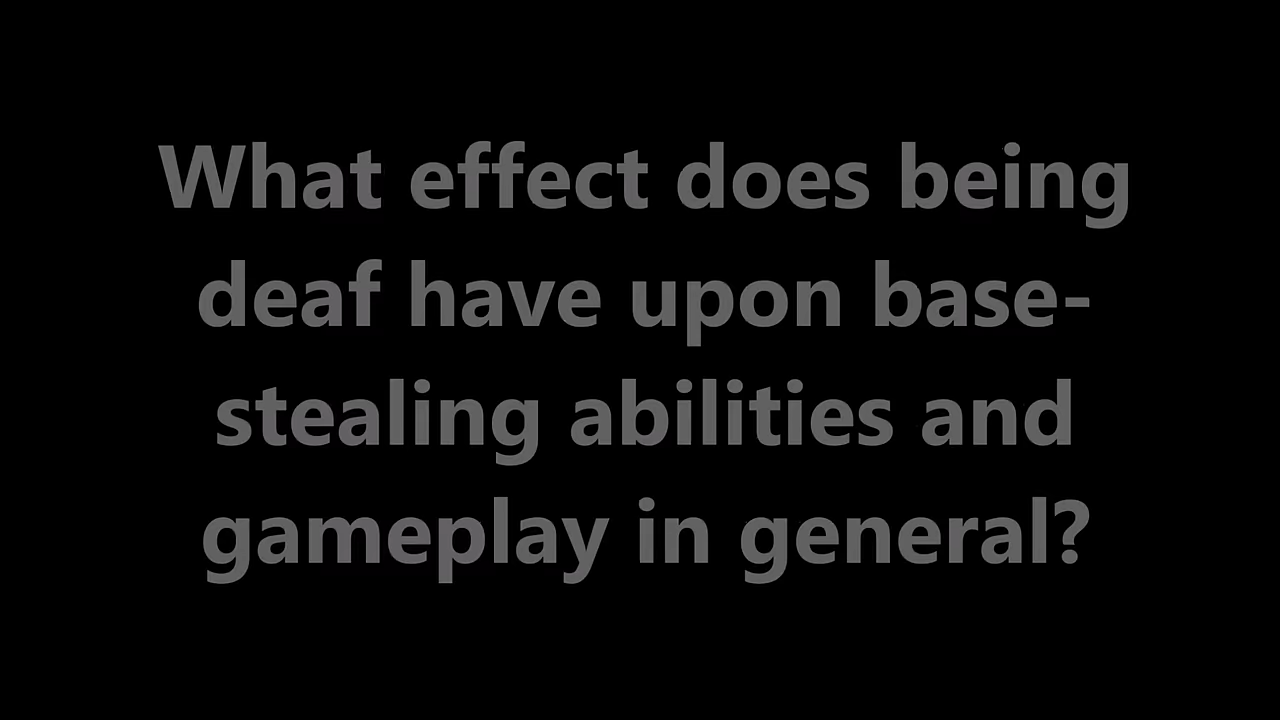 What effect does being
deaf have upon base-
stealing abilities and
gameplay in general?